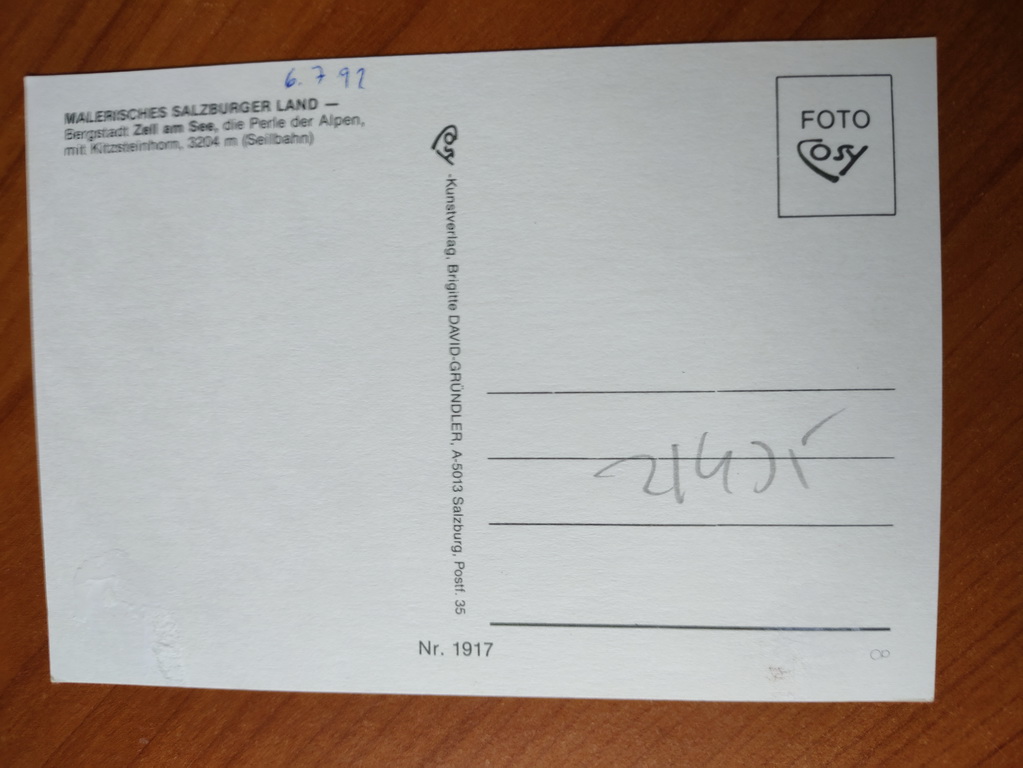 6. 7 92
MALERISCHES SALZBURGER LAND —
Bergstadt Zell am See, die Perle der Alpen,
mit Kitzsteinhorn, 3204 m (Seilbahn)
Cosy -Kunstverlag, Brigitte DAVID-GRÜNDLER, A-5013 Salzburg, Postf. 35
FOTO
Cosy
Nr. 1917